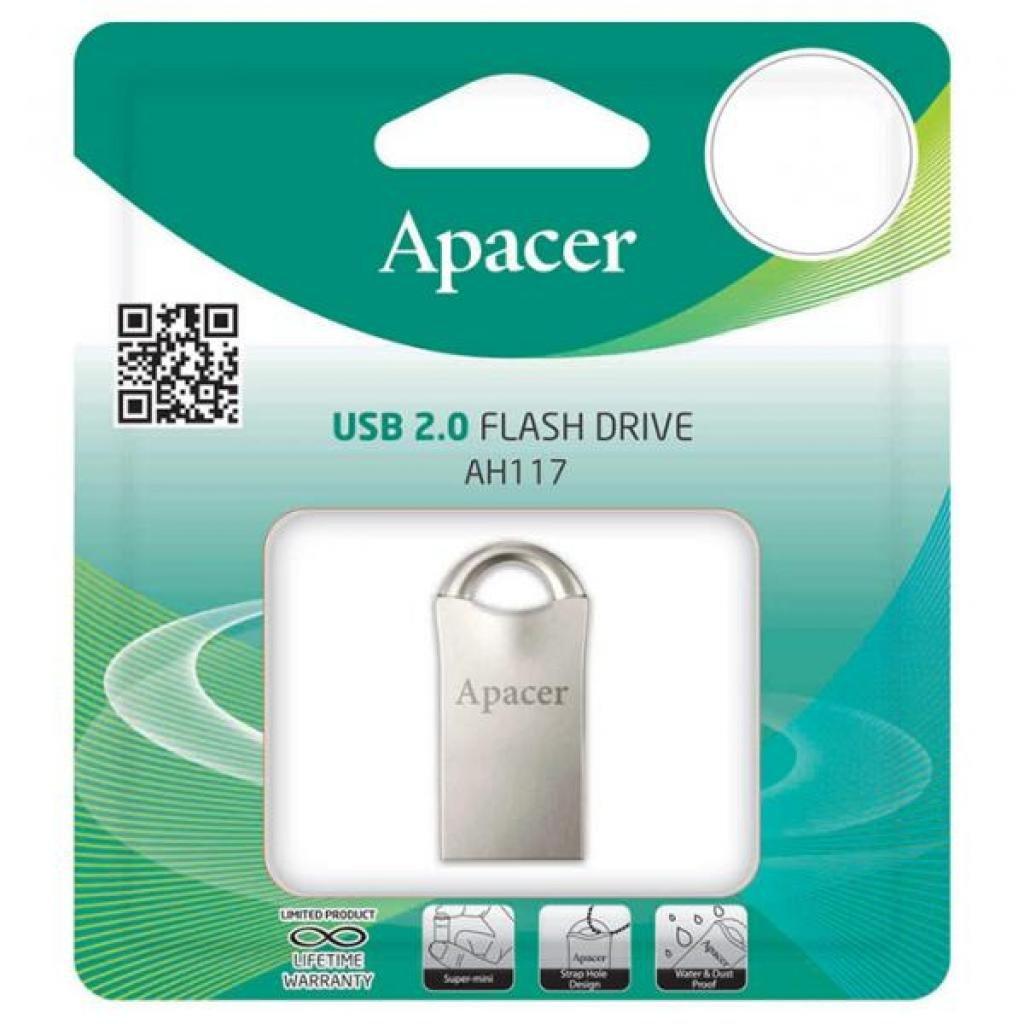 Apacer
USB 2.0 FLASH DRIVE
AH117
Apacer
LIMITED PRODUCT
LIFETIME
WARRANTY
Super-mini
Apacer
Strap Hole
Design
Apacer
Water & Dust
Proof